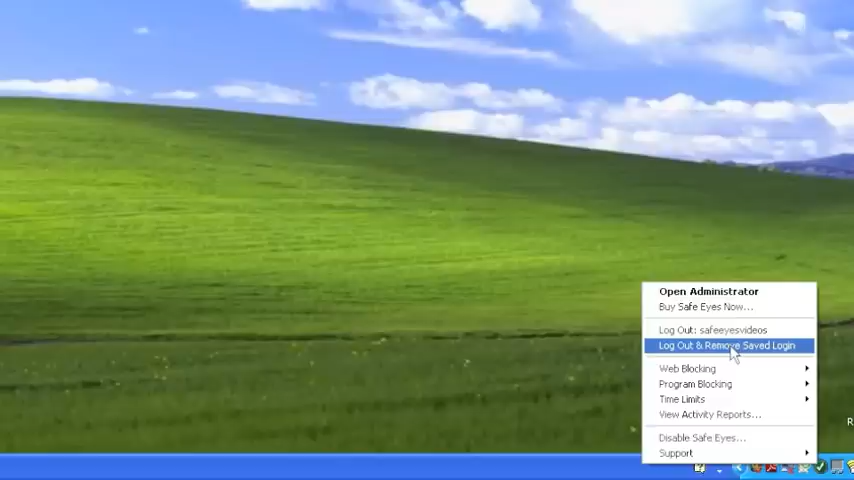 Open Administrator
Buy Safe Eyes Now...
Log Out: safeeyesvideos
Log Out & Remove Saved Login
Web Blocking
Program Blocking
Time Limits
View Activity Reports...
R
Disable Safe Eyes...
Support